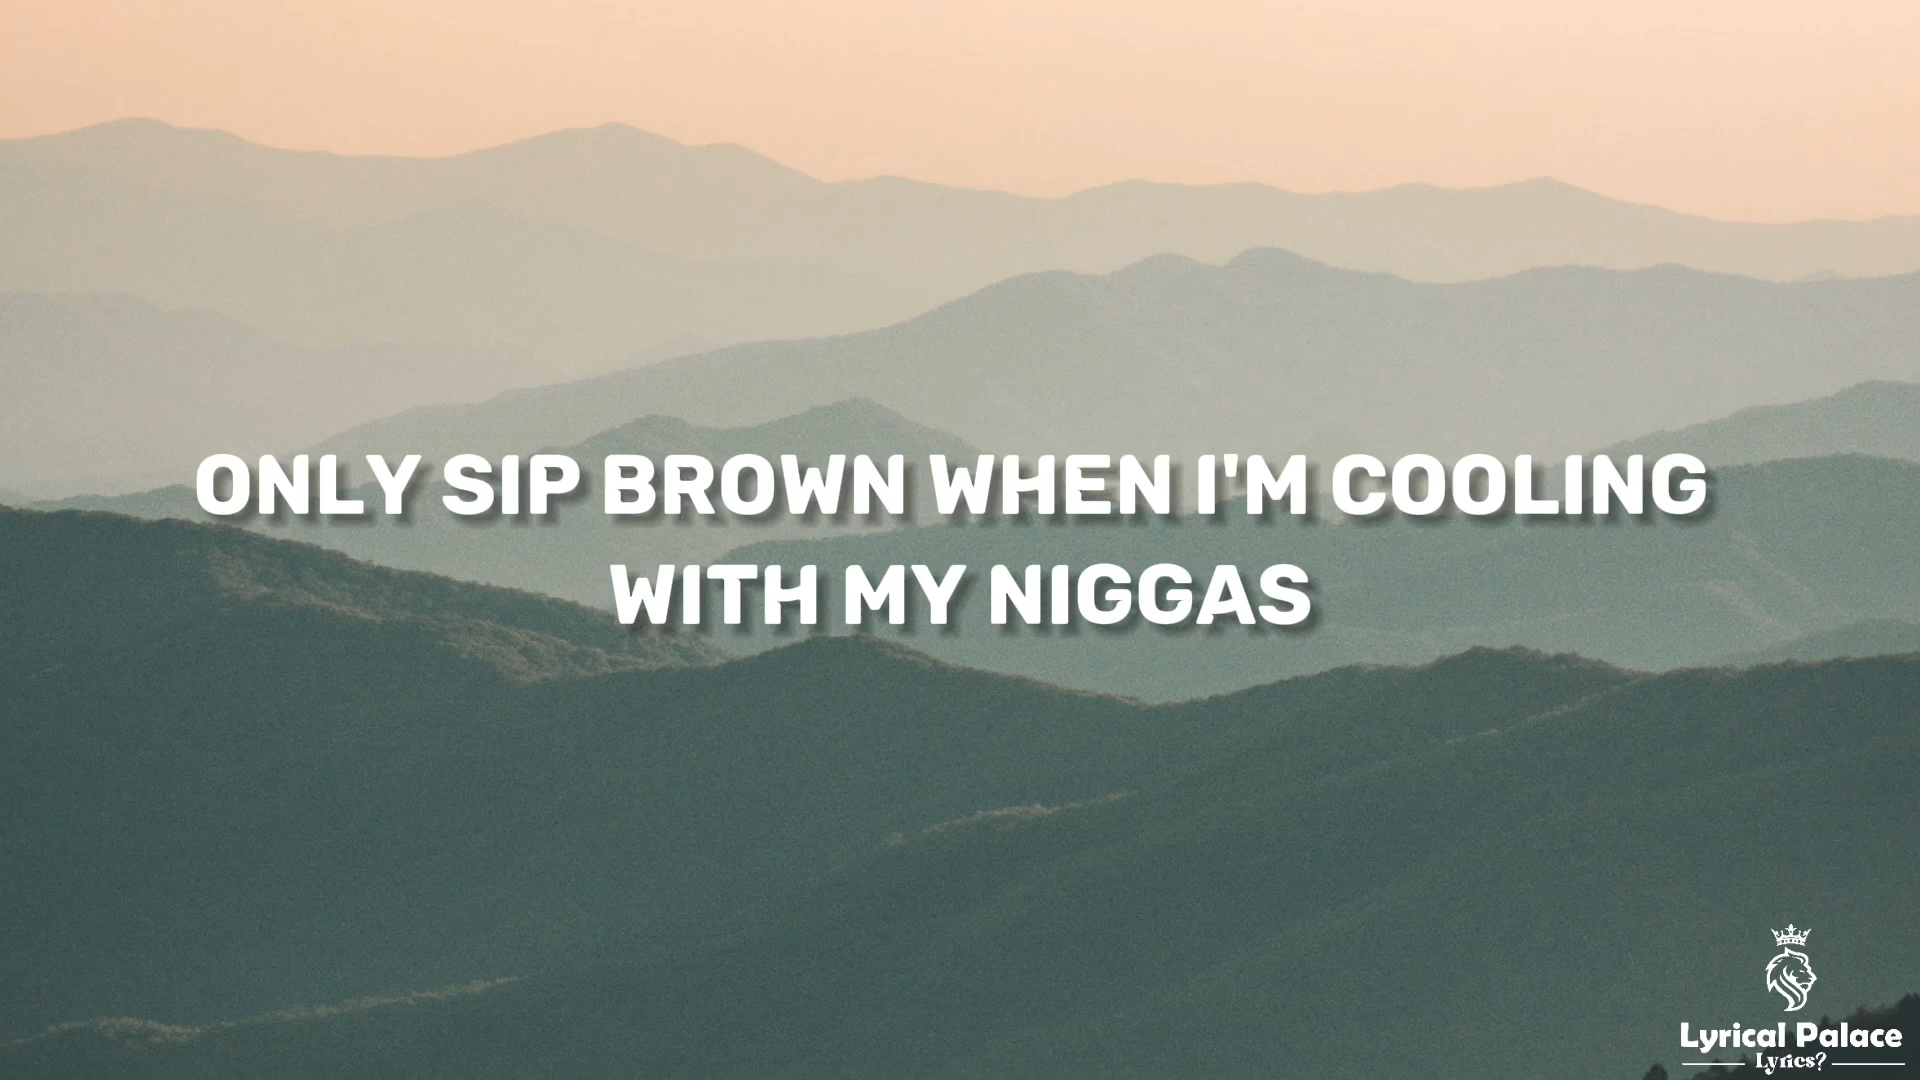 ONLY SIP BROWN WHEN I'M COOLING
WITH MY NIGGAS
Lyrical Palace
Lyrics?